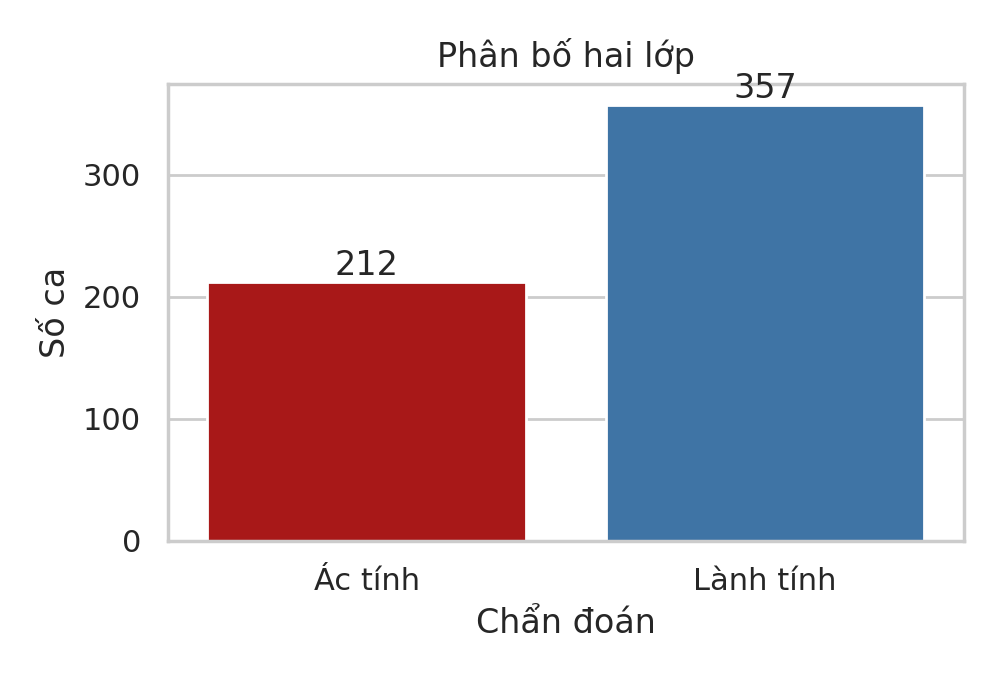 Phân bố hai lớp
357
212
300
200
100
0
Số ca
Ác tính
Lành tính
Chẩn đoán